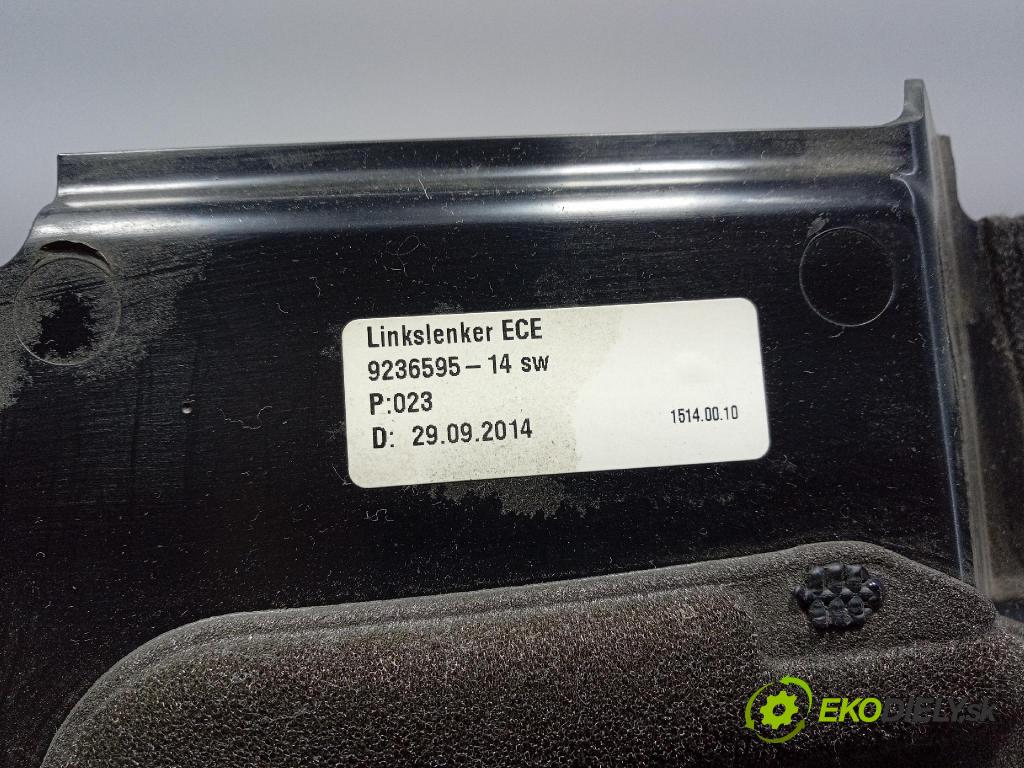 Linkslenker ECE
9236595-14 sw
P:023
D: 29.09.2014
1514.00.10
EKODIELY.sk